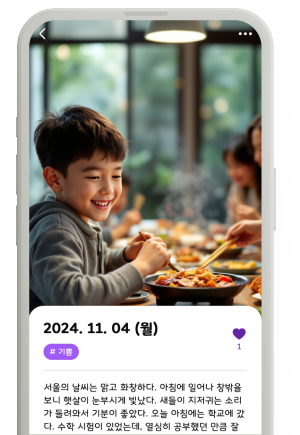 2024. 11. 04 (월)
# 기쁨
1
서울의 날씨는 맑고 화창하다. 아침에 일어나 창밖을
보니 햇살이 눈부시게 빛났다. 새들이 지저귀는 소리
가 들려와서 기분이 좋았다. 오늘 아침에는 학교에 갔
다. 수학 시험이 있었는데, 열심히 공부했던 만큼 잘